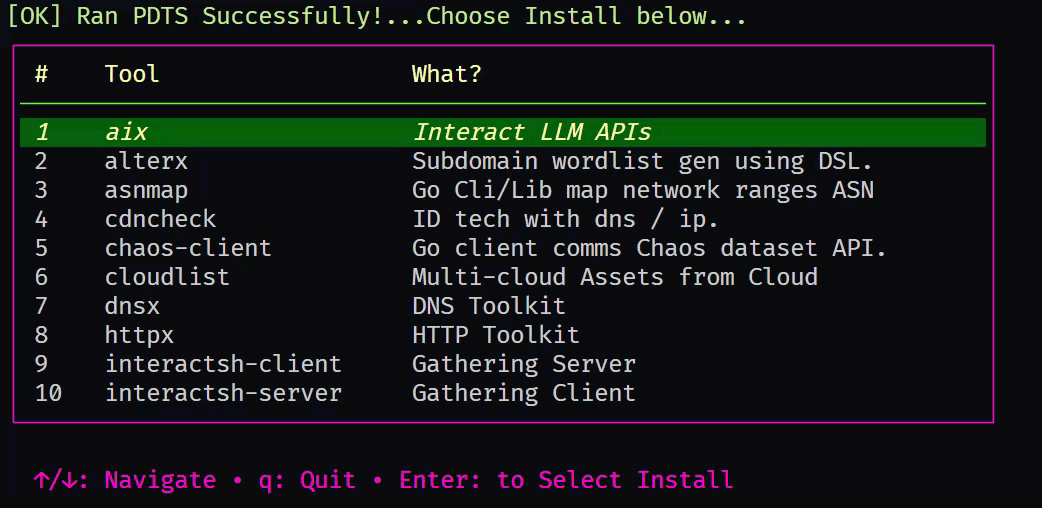 [OK] Ran PDTS Successfully!...Choose Install below...
# Tool What?
1 aix Interact LLM APIs
2 alterx Subdomain wordlist gen using DSL.
3 asnmap Go Cli/Lib map network ranges ASN
4 cdncheck ID tech with dns / ip.
5 chaos-client Go client comms Chaos dataset API.
6 cloudlist Multi-cloud Assets from Cloud
7 dnsx DNS Toolkit
8 httpx HTTP Toolkit
9 interactsh-client Gathering Server
10 interactsh-server Gathering Client
↑/↓: Navigate • q: Quit • Enter: to Select Install